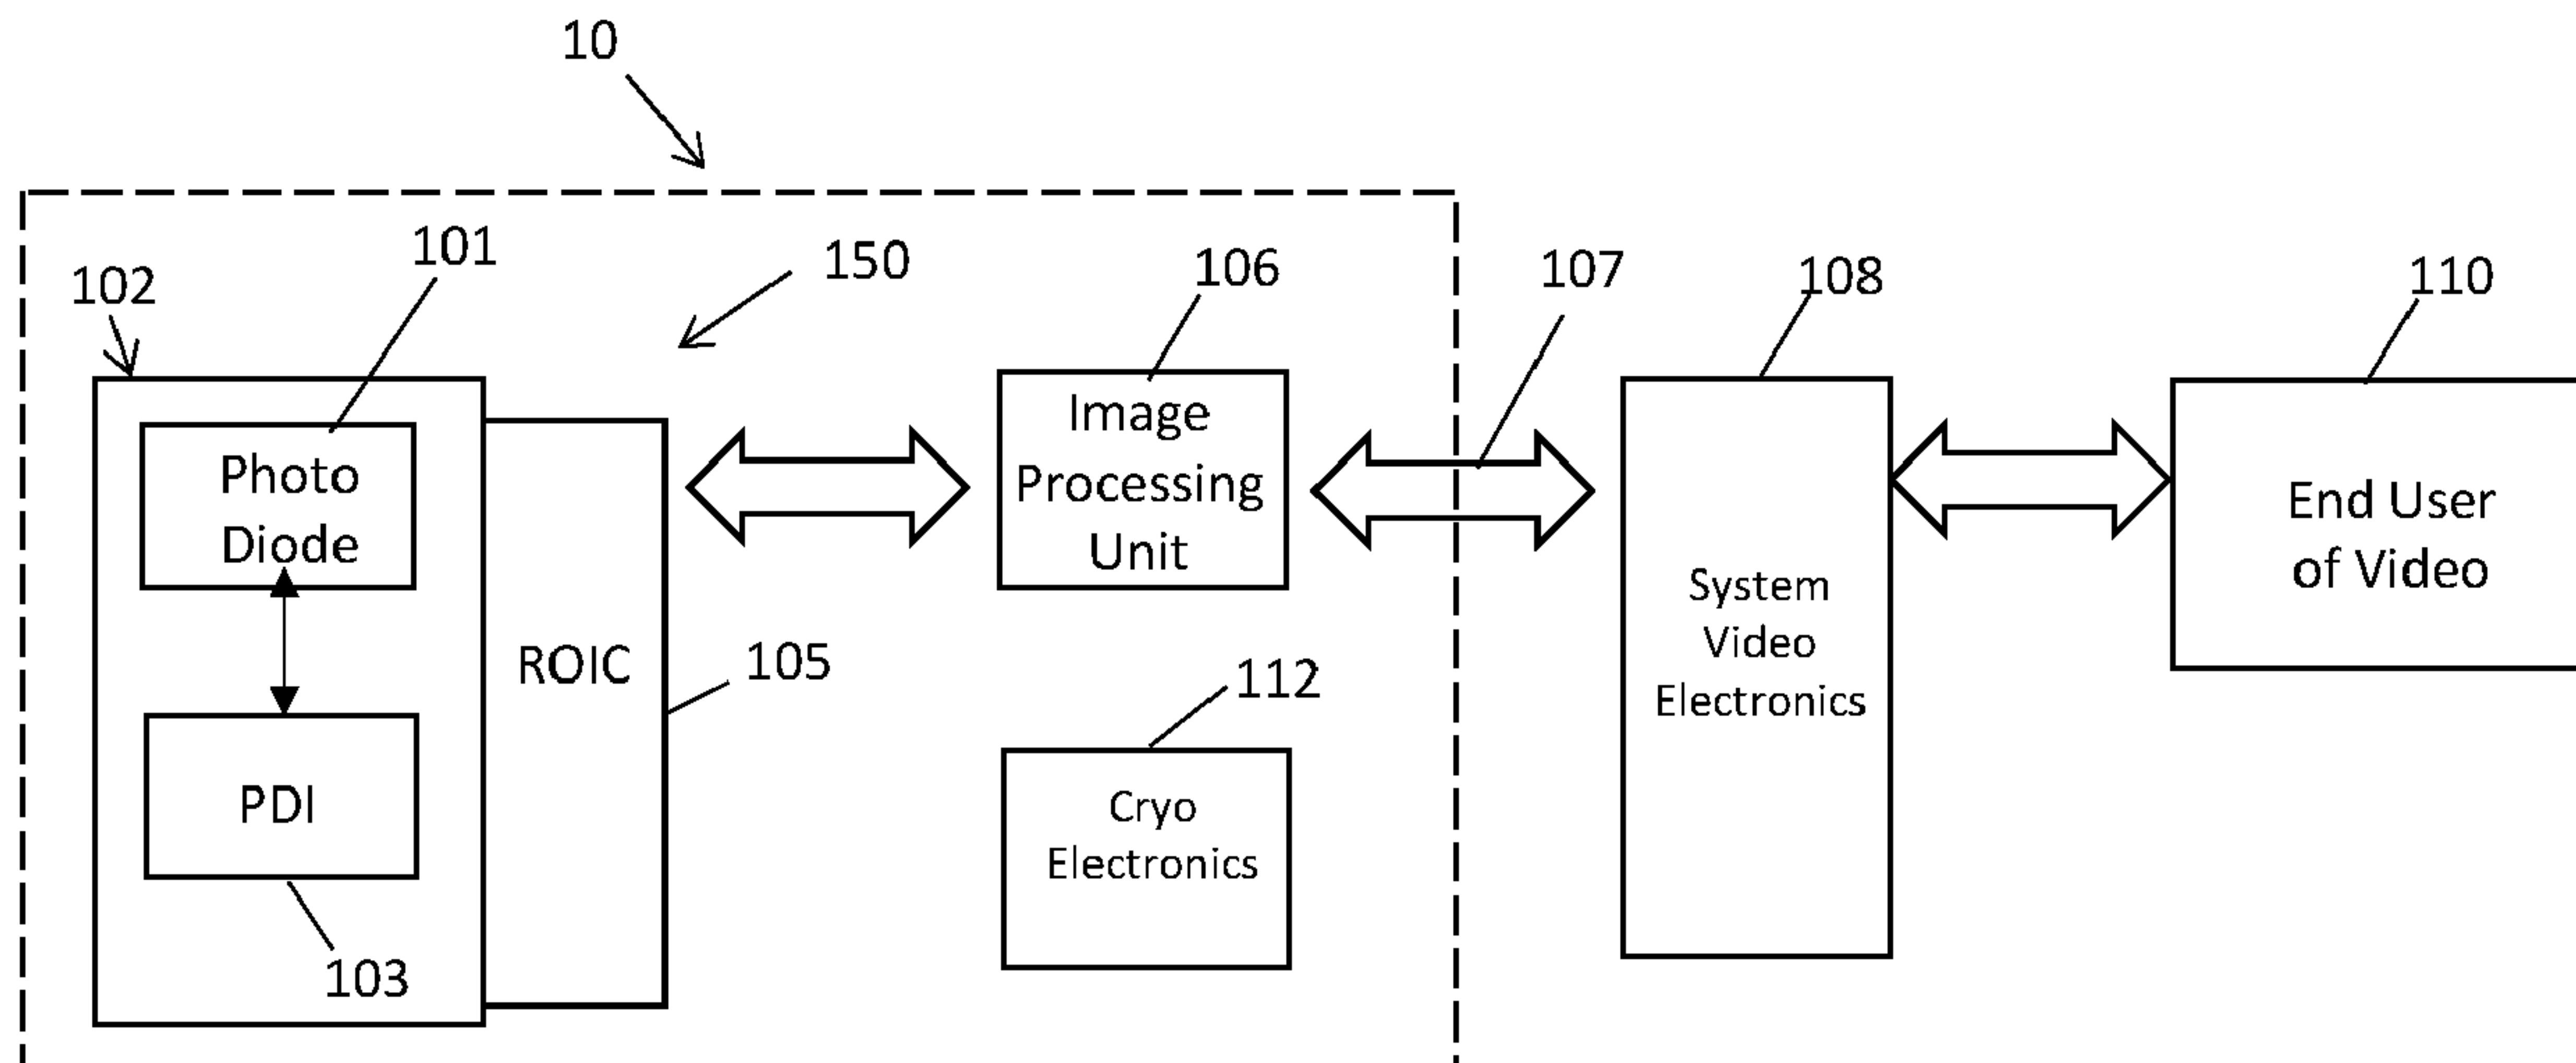 10
101
150
106
107
108
110
102
Photo
Diode
Image
Processing
Unit
End User
of Video
ROIC
105
System
Video
Electronics
112
PDI
Cryo
Electronics
103